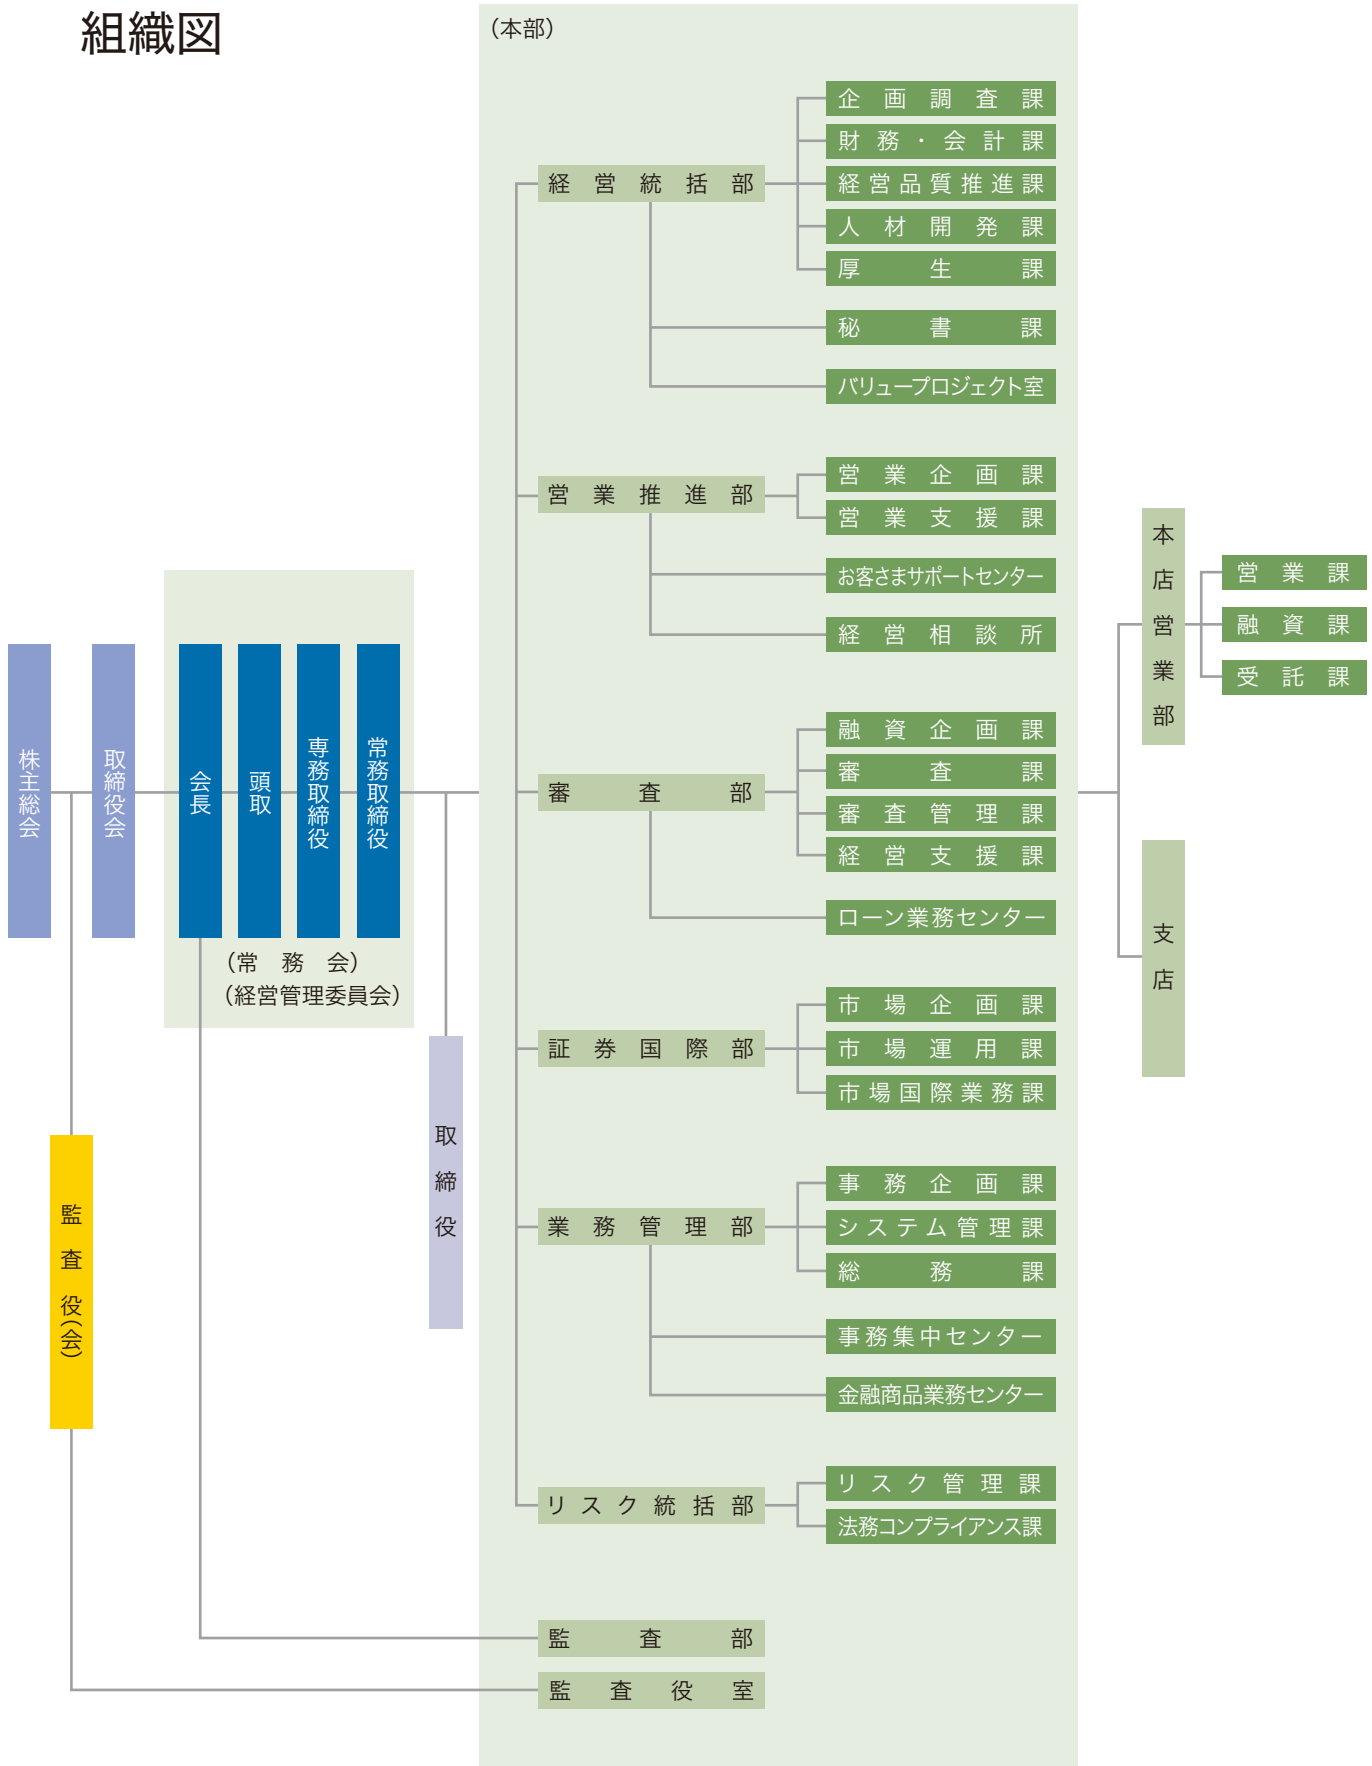 組織図
（本部）
企画調査課
財務・会計課
経営統括部
経営品質推進課
人材開発課
厚生課
秘書課
バリュープロジェクト室
営業推進部
営業企画課
営業支援課
お客さまサポートセンター
経営相談所
審査部
融資企画課
審査課
審査管理課
経営支援課
ローン業務センター
証券国際部
市場企画課
市場運用課
市場国際業務課
業務管理部
事務企画課
システム管理課
総務課
事務集中センター
金融商品業務センター
リスク統括部
リスク管理課
法務コンプライアンス課
監査部
監査役室
株主総会
取締役会
会長
頭取
専務取締役
常務取締役
（常務会）
（経営管理委員会）
取締役
監査役（会）
本店営業部
営業課
融資課
受託課
支店